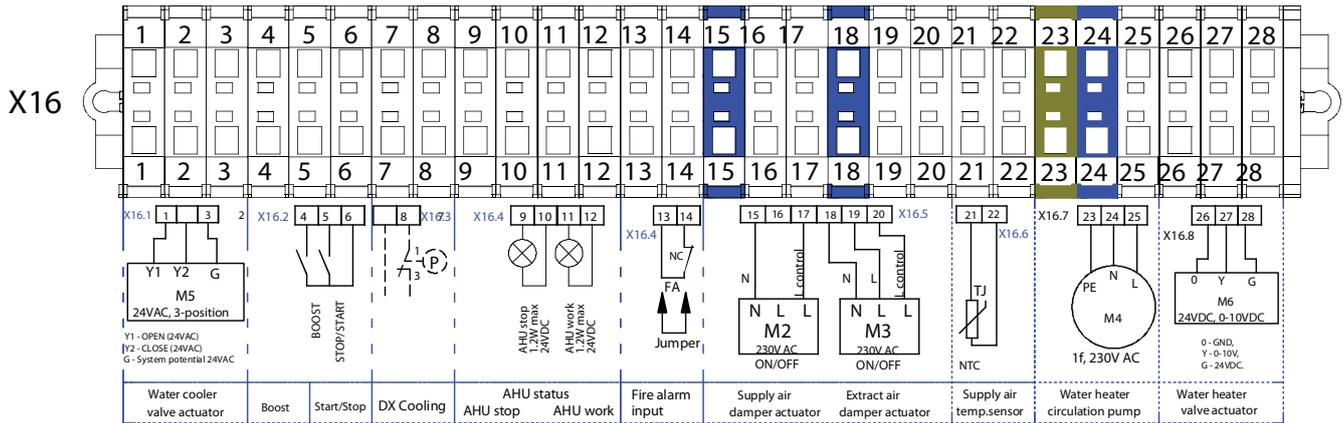 1 2 3 4 5 6 7 8 9 10 11 12 13 14 15 16 17 18 19 20 21 22 23 24 25 26 27 28
X16
1 2 3 4 5 6 7 8 9 10 11 12 13 14 15 16 17 18 19 20 21 22 23 24 25 26 27 28
X16.1 1 3 2 X16.2 4 5 6 8 X16.3 7 X16.4 9 10 11 12 13 14 15 16 17 18 19 20 X16.5 21 22 X16.7 23 24 25 26 27 28
X16.4 X16.6 X16.8
Y1 Y2 G
M5
24VAC, 3-position
Y1 - OPEN (24VAC)
Y2 - CLOSE (24VAC)
G - System potential 24VAC
BOOST
STOP/START
1
P
3
AHU stop
1.2W max
24VDC
AHU work
1.2W max
24VDC
NC
FA
Jumper
N L L control
N L L
M2
230V AC
ON/OFF
N L L control
N L L
M3
230V AC
ON/OFF
TJ
NTC
PE N L
M4
1f, 230V AC
0 Y G
M6
24VDC, 0-10VDC
0 - GND,
Y - 0-10V,
G - 24VDC.
Water cooler
valve actuator
Boost
Start/Stop
DX Cooling
AHU status
AHU stop AHU work
Fire alarm
input
Supply air
damper actuator
Extract air
damper actuator
Supply air
temp.sensor
Water heater
circulation pump
Water heater
valve actuator